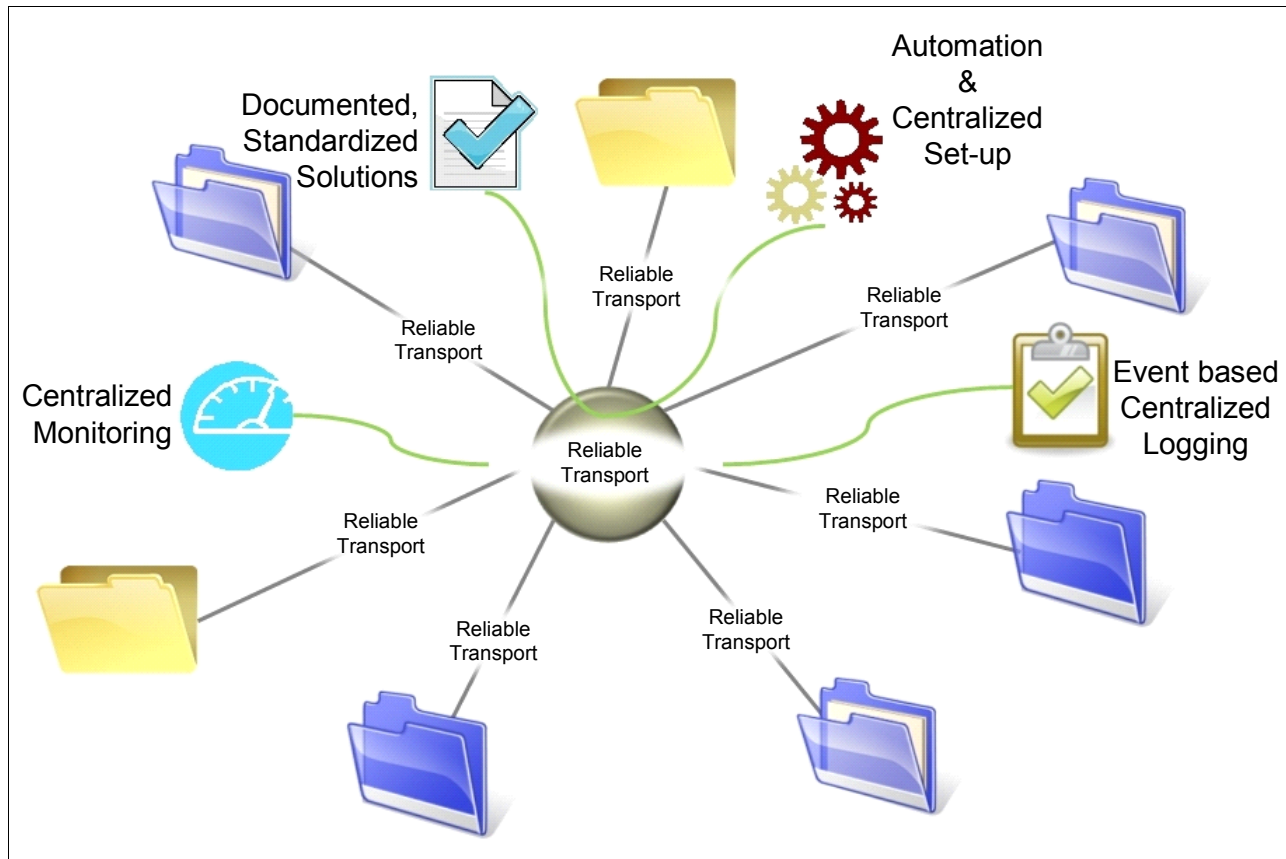 Automation
&
Centralized
Set-up
Documented,
Standardized
Solutions
Reliable
Transport
Reliable
Transport
Reliable
Transport
Centralized
Monitoring
Event based
Centralized
Logging
Reliable
Transport
Reliable
Transport
Reliable
Transport
Reliable
Transport
Reliable
Transport